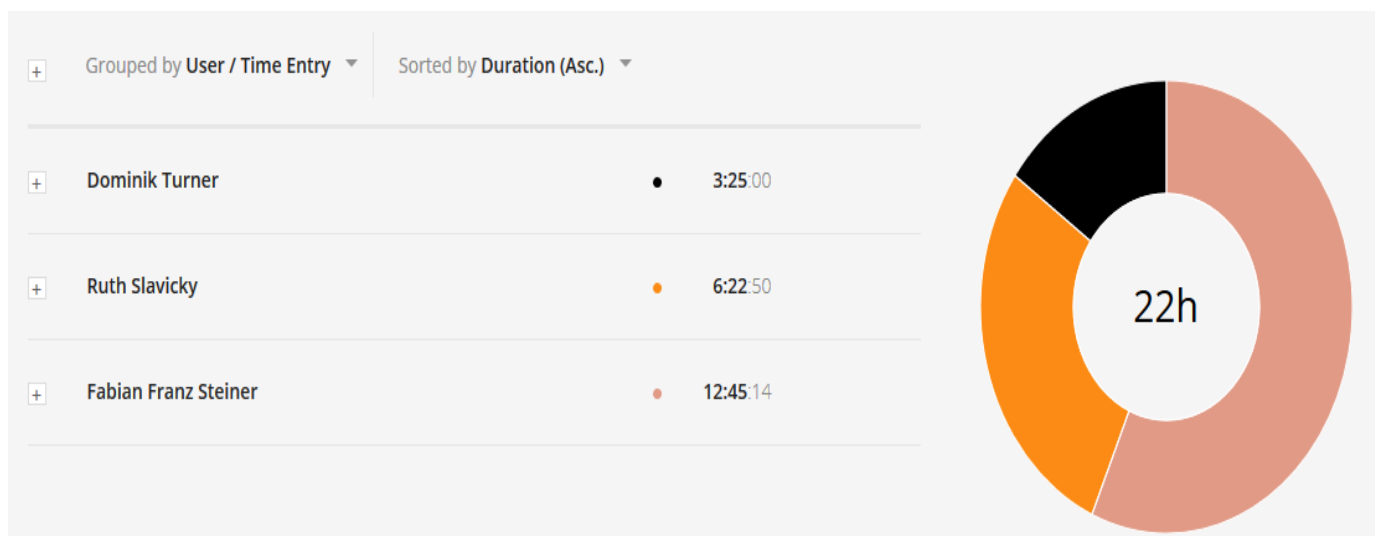 + Grouped by User / Time Entry Sorted by Duration (Asc.)
+ Dominik Turner 3:25:00
+ Ruth Slavicky 6:22:50
+ Fabian Franz Steiner 12:45:14
22h